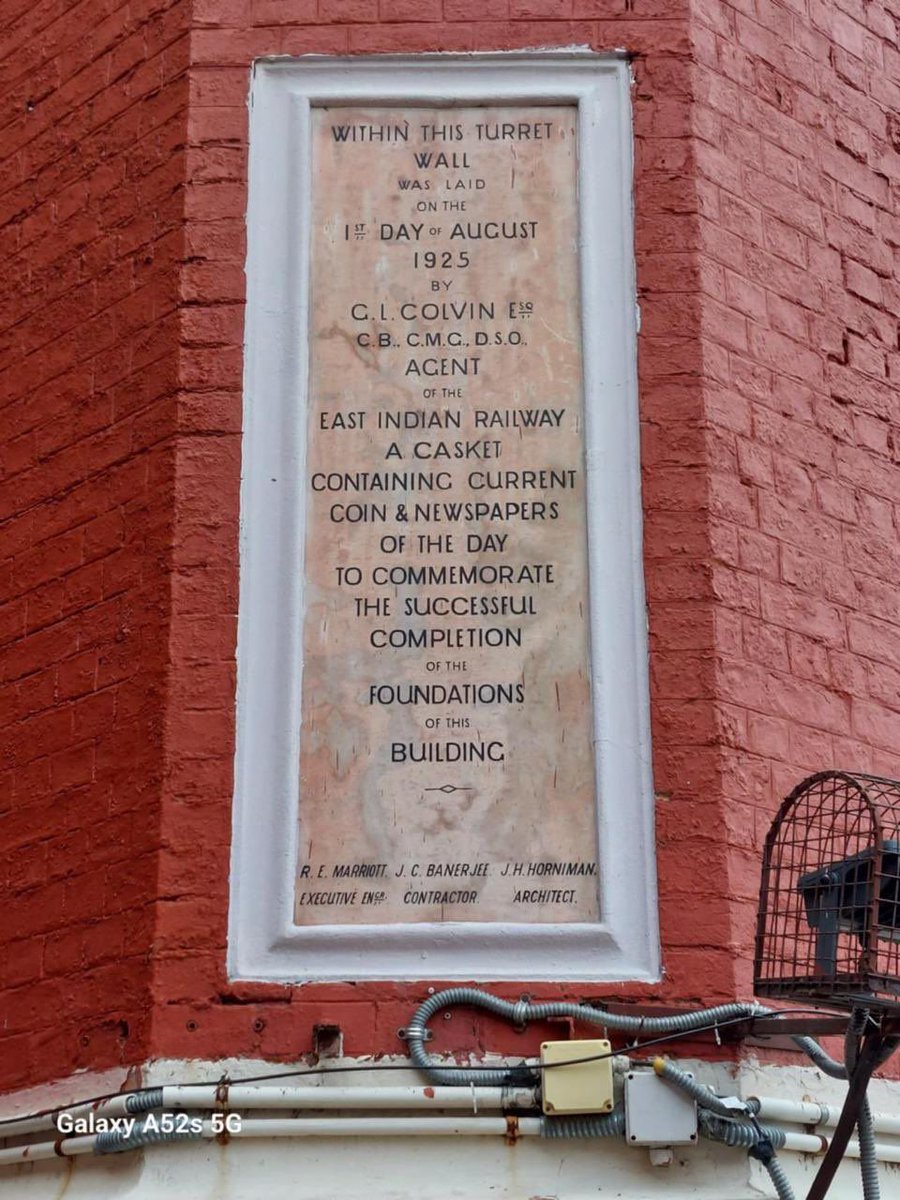 WITHIN THIS TURRET
WALL
WAS LAID
ON THE
1ST DAY OF AUGUST
1925
BY
G.L. COLVIN ESQ
C.B., C.M.G., D.S.O.,
AGENT
OF THE
EAST INDIAN RAILWAY
A CASKET
CONTAINING CURRENT
COIN & NEWSPAPERS
OF THE DAY
TO COMMEMORATE
THE SUCCESSFUL
COMPLETION
OF THE
FOUNDATIONS
OF THIS
BUILDING
R. E. MARRIOTT. J. C. BANERJEE. J. H. HORNIMAN.
EXECUTIVE ENGR. CONTRACTOR. ARCHITECT.
Galaxy A52s 5G